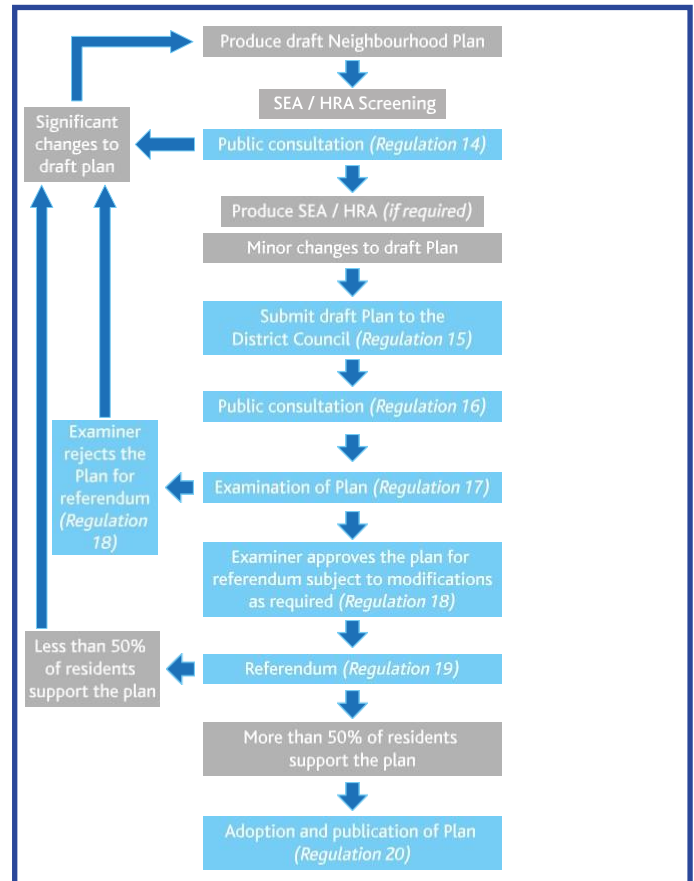 Produce draft Neighbourhood Plan
SEA / HRA Screening
Significant
changes to
draft plan
Public consultation (Regulation 14)
Produce SEA / HRA (if required)
Minor changes to draft Plan
Submit draft Plan to the
District Council (Regulation 15)
Public consultation (Regulation 16)
Examiner
rejects the
Plan for
referendum
(Regulation
18)
Examination of Plan (Regulation 17)
Examiner approves the plan for
referendum subject to modifications
as required (Regulation 18)
Less than 50%
of residents
support the plan
Referendum (Regulation 19)
More than 50% of residents
support the plan
Adoption and publication of Plan
(Regulation 20)